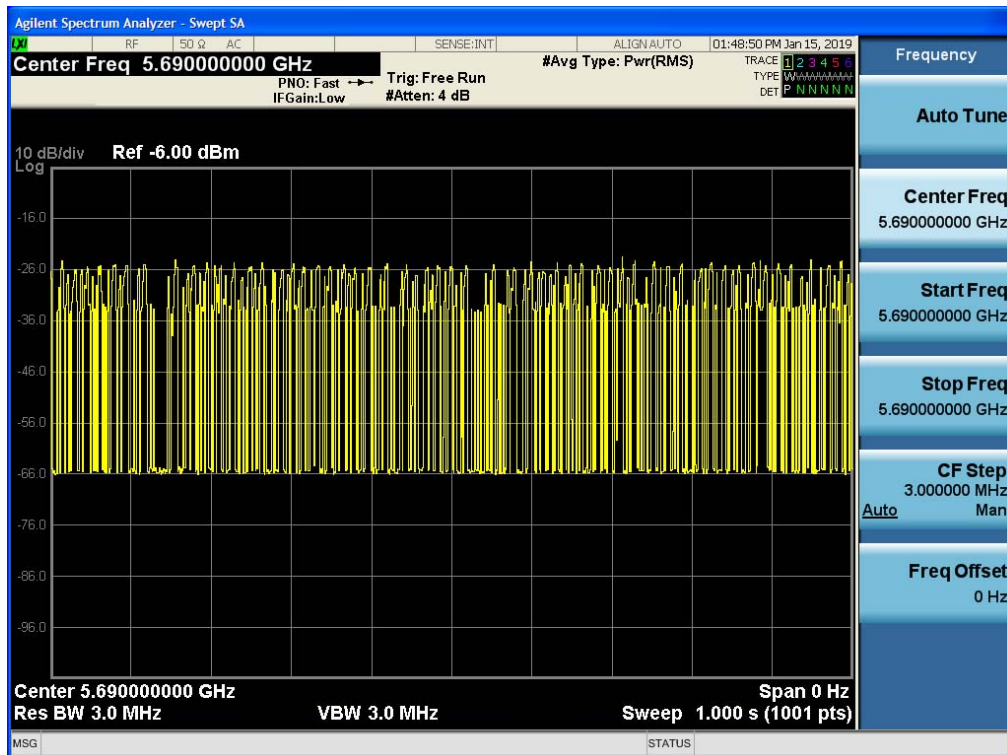 Agilent Spectrum Analyzer - Swept SA
LXI RF 50 Ω AC SENSE:INT ALIGN AUTO 01:48:50 PM Jan 15, 2019
Center Freq 5.690000000 GHz
PNO: Fast
IFGain:Low
Trig: Free Run
#Atten: 4 dB
#Avg Type: Pwr(RMS)
TRACE 1 2 3 4 5 6
TYPE
DET P N N N N N
10 dB/div Ref -6.00 dBm
Log
-16.0
-26.0
-36.0
-46.0
-56.0
-66.0
-76.0
-86.0
-96.0
Center 5.690000000 GHz Span 0 Hz
Res BW 3.0 MHz VBW 3.0 MHz Sweep 1.000 s (1001 pts)
MSG STATUS
Frequency
Auto Tune
Center Freq
5.690000000 GHz
Start Freq
5.690000000 GHz
Stop Freq
5.690000000 GHz
CF Step
3.000000 MHz
Auto Man
Freq Offset
0 Hz